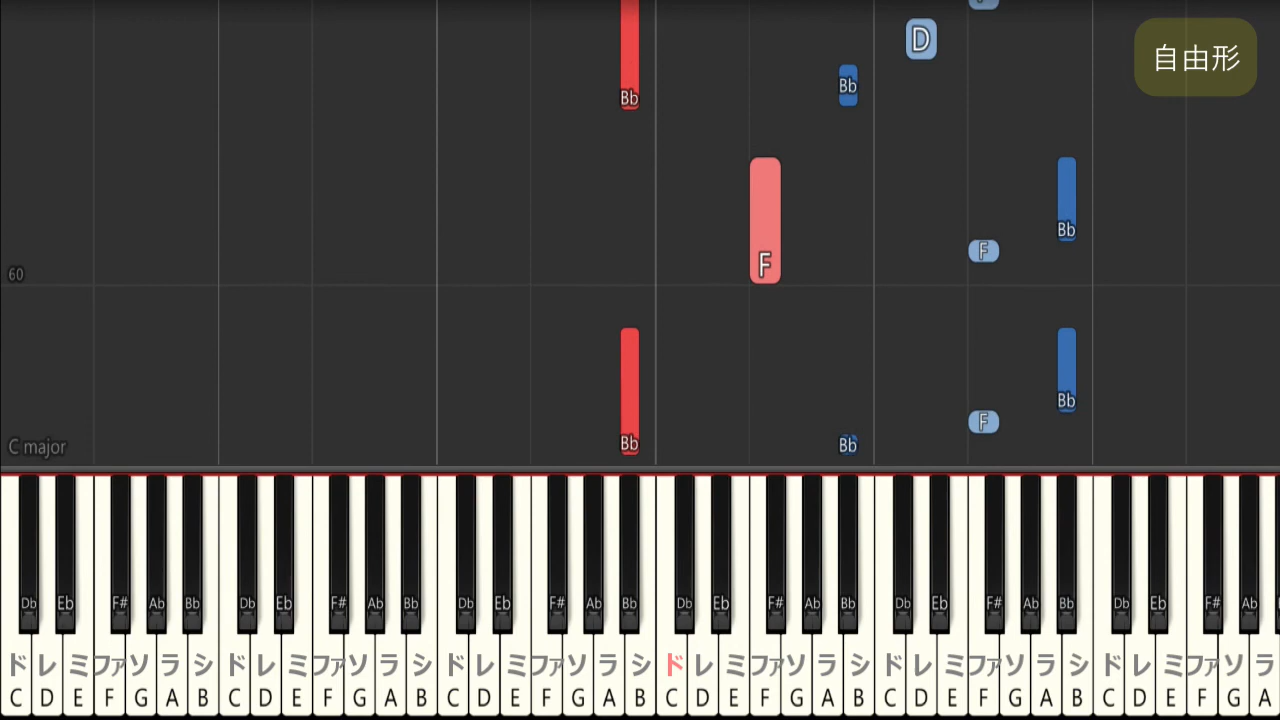 自由形
D
Bb
Bb
Bb
F
F
60
Bb
F
C major
Bb
Bb
Db Eb F# Ab Bb Db Eb F# Ab Bb Db Eb F# Ab Bb Db Eb F# Ab Bb Db Eb F# Ab Bb Db Eb F# Ab
ド レ ミ ファ ソ ラ シ ド レ ミ ファ ソ ラ シ ド レ ミ ファ ソ ラ シ ド レ ミ ファ ソ ラ シ ド レ ミ ファ ソ ラ シ ド レ ミ ファ ソ ラ
C D E F G A B C D E F G A B C D E F G A B C D E F G A B C D E F G A B C D E F G A